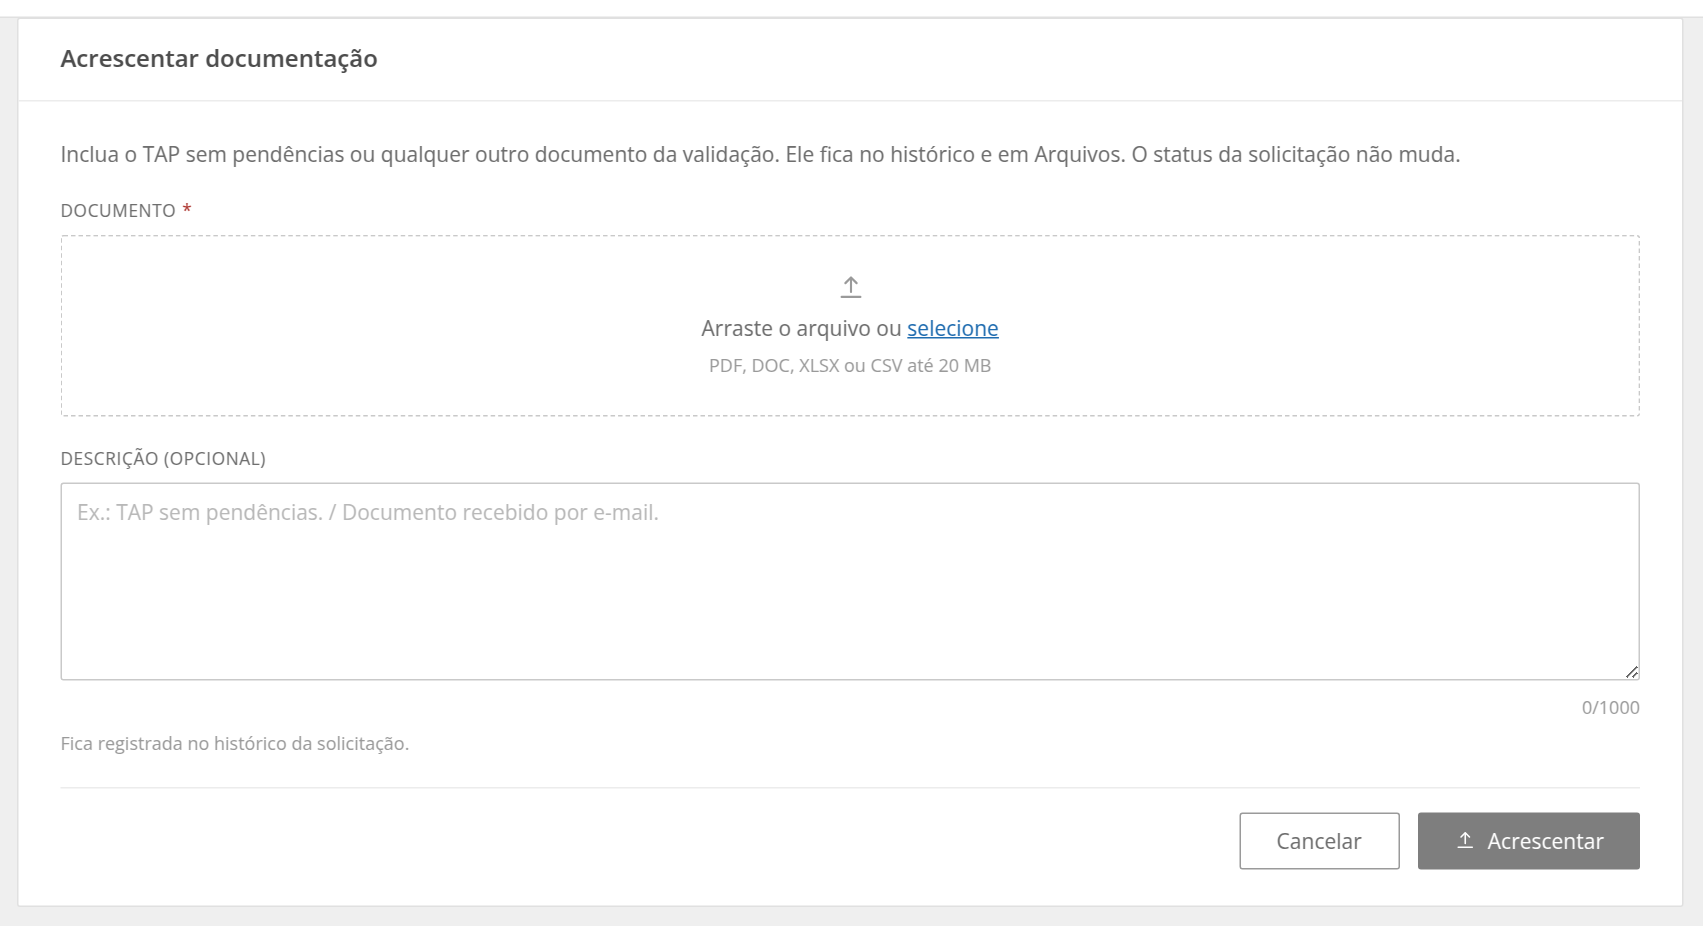 Acrescentar documentação
Inclua o TAP sem pendências ou qualquer outro documento da validação. Ele fica no histórico e em Arquivos. O status da solicitação não muda.
DOCUMENTO *
Arraste o arquivo ou selecione
PDF, DOC, XLSX ou CSV até 20 MB
DESCRIÇÃO (OPCIONAL)
Ex.: TAP sem pendências. / Documento recebido por e-mail.
0/1000
Fica registrada no histórico da solicitação.
Cancelar
Acrescentar